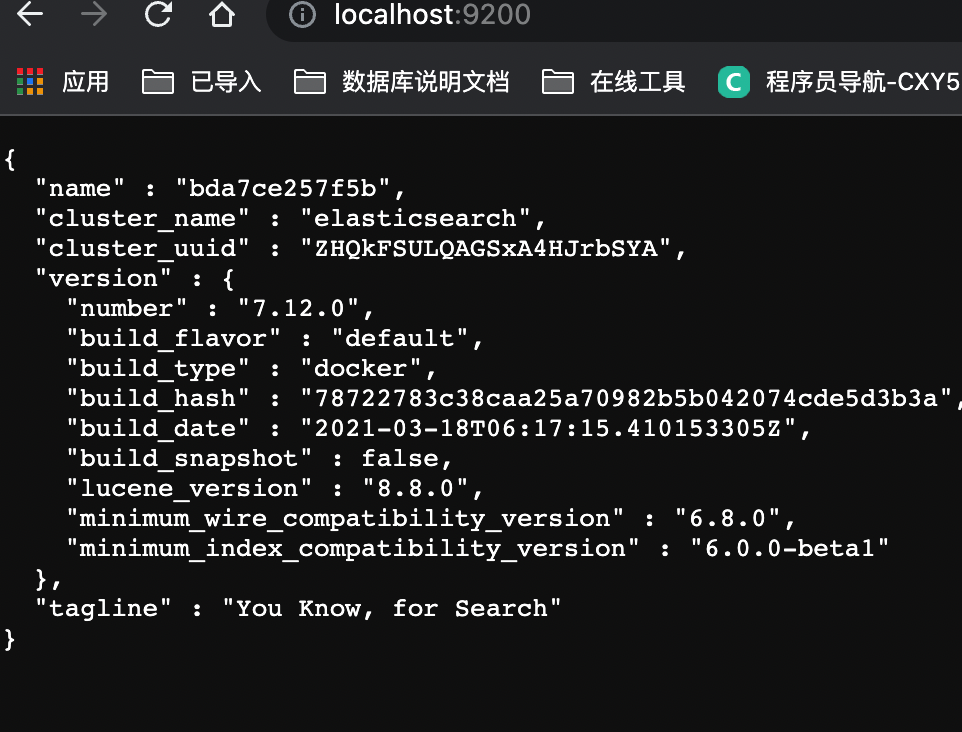 localhost:9200
应用 已导入 数据库说明文档 在线工具 C 程序员导航-CXY5
{
"name" : "bda7ce257f5b",
"cluster_name" : "elasticsearch",
"cluster_uuid" : "ZHQkFSULQAGSxA4HJrbSYA",
"version" : {
"number" : "7.12.0",
"build_flavor" : "default",
"build_type" : "docker",
"build_hash" : "78722783c38caa25a70982b5b042074cde5d3b3a",
"build_date" : "2021-03-18T06:17:15.410153305Z",
"build_snapshot" : false,
"lucene_version" : "8.8.0",
"minimum_wire_compatibility_version" : "6.8.0",
"minimum_index_compatibility_version" : "6.0.0-beta1"
},
"tagline" : "You Know, for Search"
}